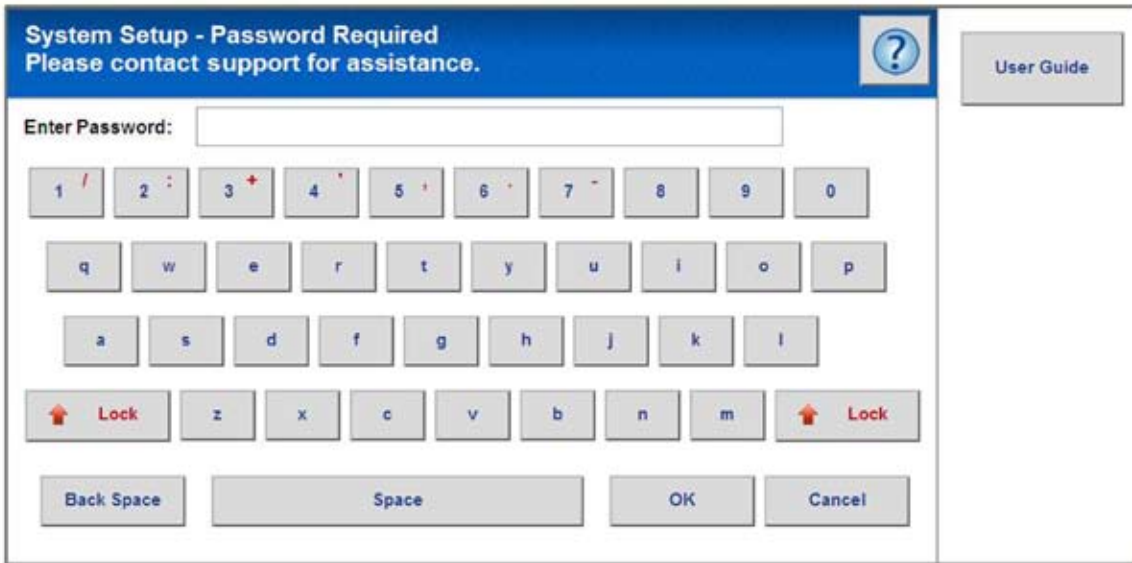 System Setup - Password Required
Please contact support for assistance.
?
User Guide
Enter Password:
1 / 2 : 3 + 4 ' 5 , 6 . 7 - 8 9 0
q w e r t y u i o p
a s d f g h j k l
Lock z x c v b n m Lock
Back Space Space OK Cancel